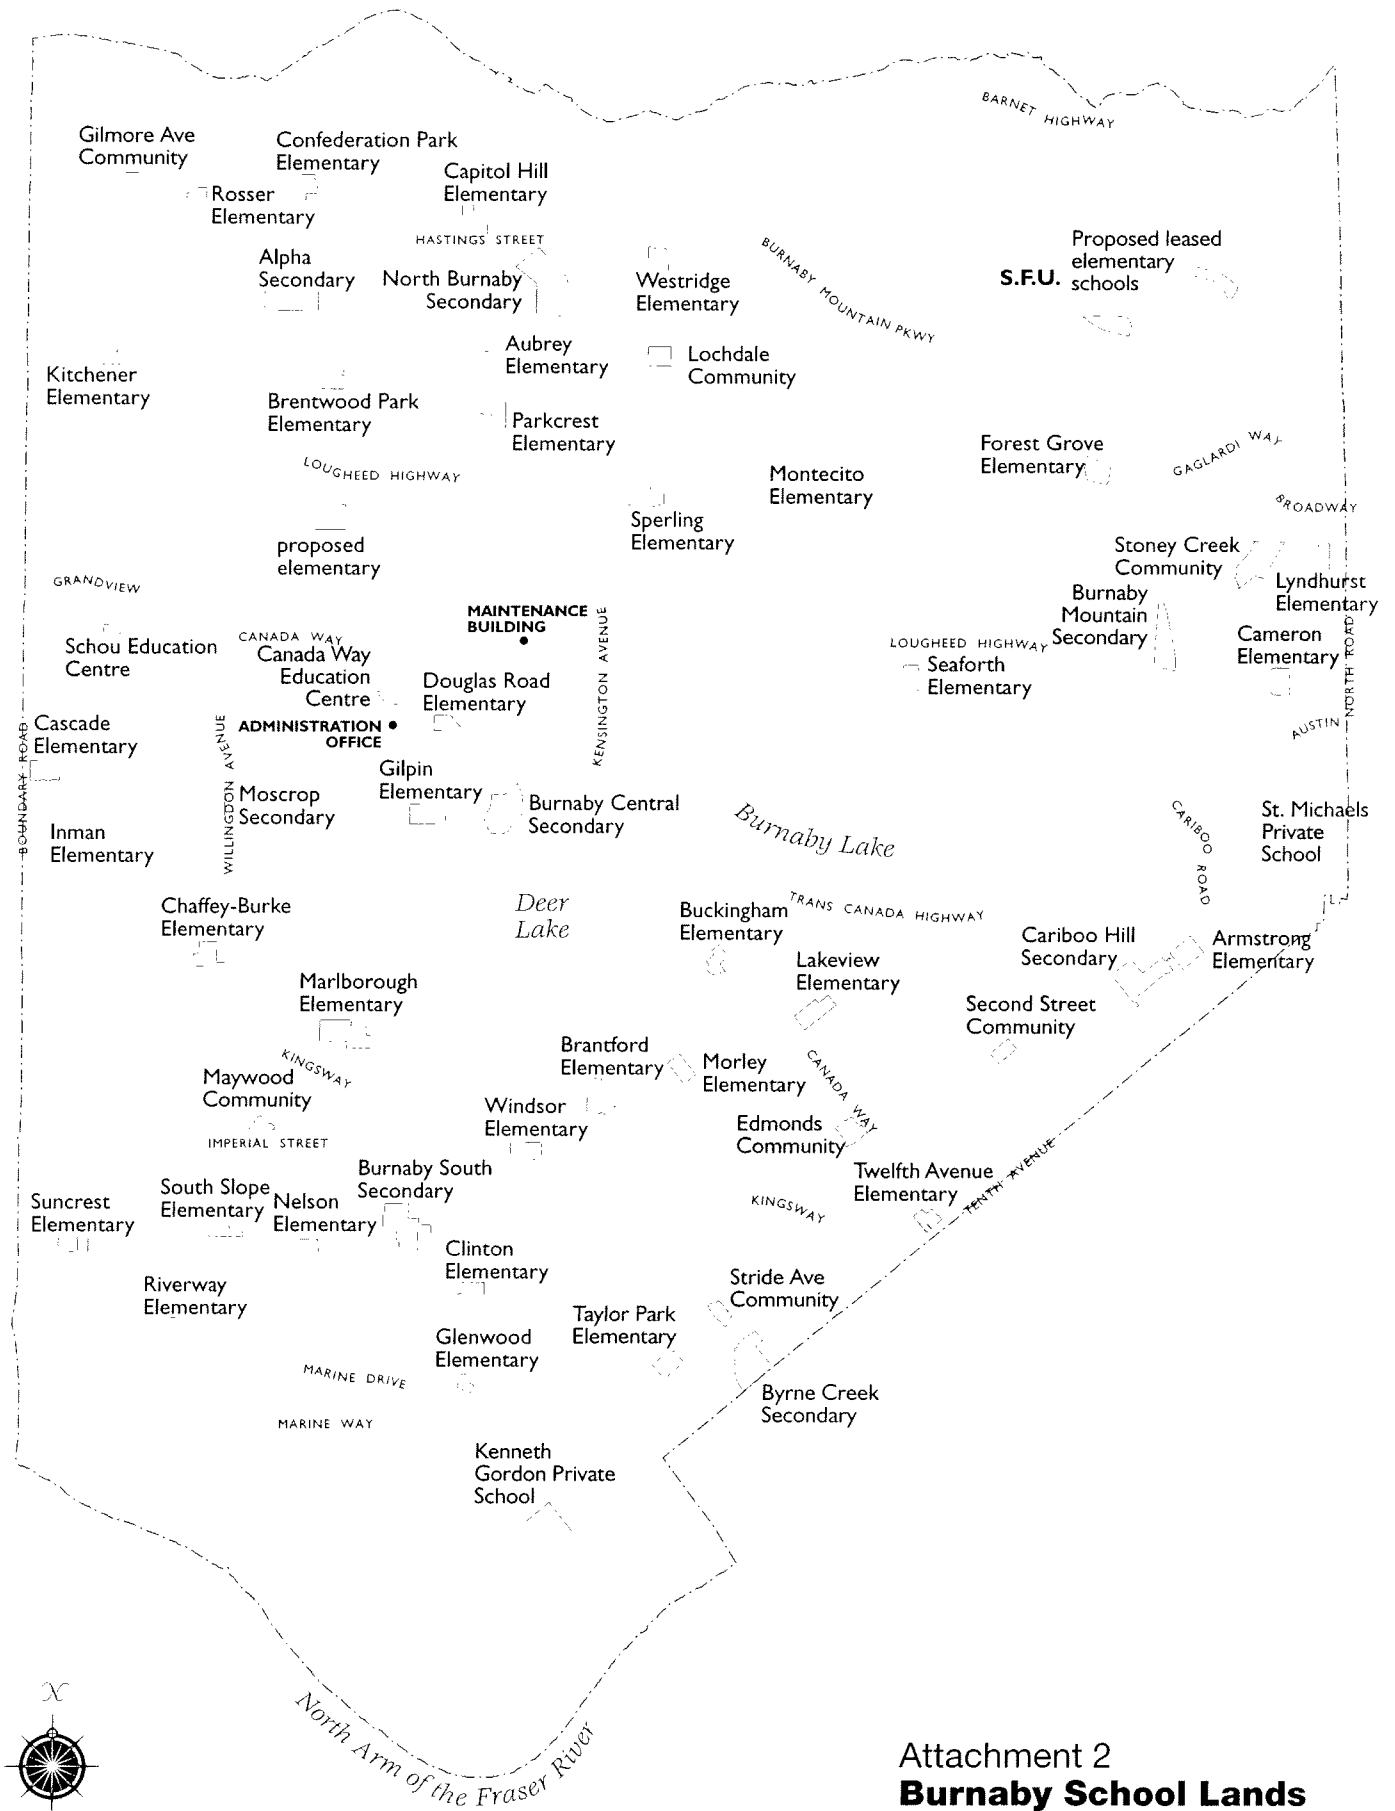 BARNET HIGHWAY
Gilmore Ave
Community
Confederation Park
Elementary
Capitol Hill
Elementary
Rosser
Elementary
HASTINGS STREET
Alpha
Secondary
North Burnaby
Secondary
Westridge
Elementary
BURNABY MOUNTAIN PKWY
S.F.U.
Proposed leased
elementary
schools
Aubrey
Elementary
Lochdale
Community
Kitchener
Elementary
Brentwood Park
Elementary
Parkcrest
Elementary
LOUGHEED HIGHWAY
Montecito
Elementary
Forest Grove
Elementary
GAGLARDI WAY
BROADWAY
Sperling
Elementary
proposed
elementary
Stoney Creek
Community
Lyndhurst
Elementary
GRANDVIEW
Burnaby
Mountain
Secondary
MAINTENANCE
BUILDING
KENSINGTON AVENUE
Schou Education
Centre
CANADA WAY
Canada Way
Education
Centre
LOUGHEED HIGHWAY
Cameron
Elementary
NORTH ROAD
Seaforth
Elementary
Douglas Road
Elementary
Cascade
Elementary
BOUNDARY ROAD
WILLINGDON AVENUE
ADMINISTRATION
OFFICE
AUSTIN
Gilpin
Elementary
Moscrop
Secondary
Burnaby Central
Secondary
Burnaby Lake
CARIBOO ROAD
St. Michaels
Private
School
Inman
Elementary
Chaffey-Burke
Elementary
Deer
Lake
Buckingham
Elementary
TRANS CANADA HIGHWAY
Cariboo Hill
Secondary
Armstrong
Elementary
Lakeview
Elementary
Marlborough
Elementary
Second Street
Community
Brantford
Elementary
Morley
Elementary
CANADA WAY
KINGSWAY
Maywood
Community
Windsor
Elementary
Edmonds
Community
IMPERIAL STREET
Burnaby South
Secondary
Twelfth Avenue
Elementary
TENTH AVENUE
Suncrest
Elementary
South Slope
Elementary
Nelson
Elementary
KINGSWAY
Clinton
Elementary
Riverway
Elementary
Stride Ave
Community
Taylor Park
Elementary
Glenwood
Elementary
MARINE DRIVE
Byrne Creek
Secondary
MARINE WAY
Kenneth
Gordon Private
School
N
North Arm of the Fraser River
Attachment 2
Burnaby School Lands